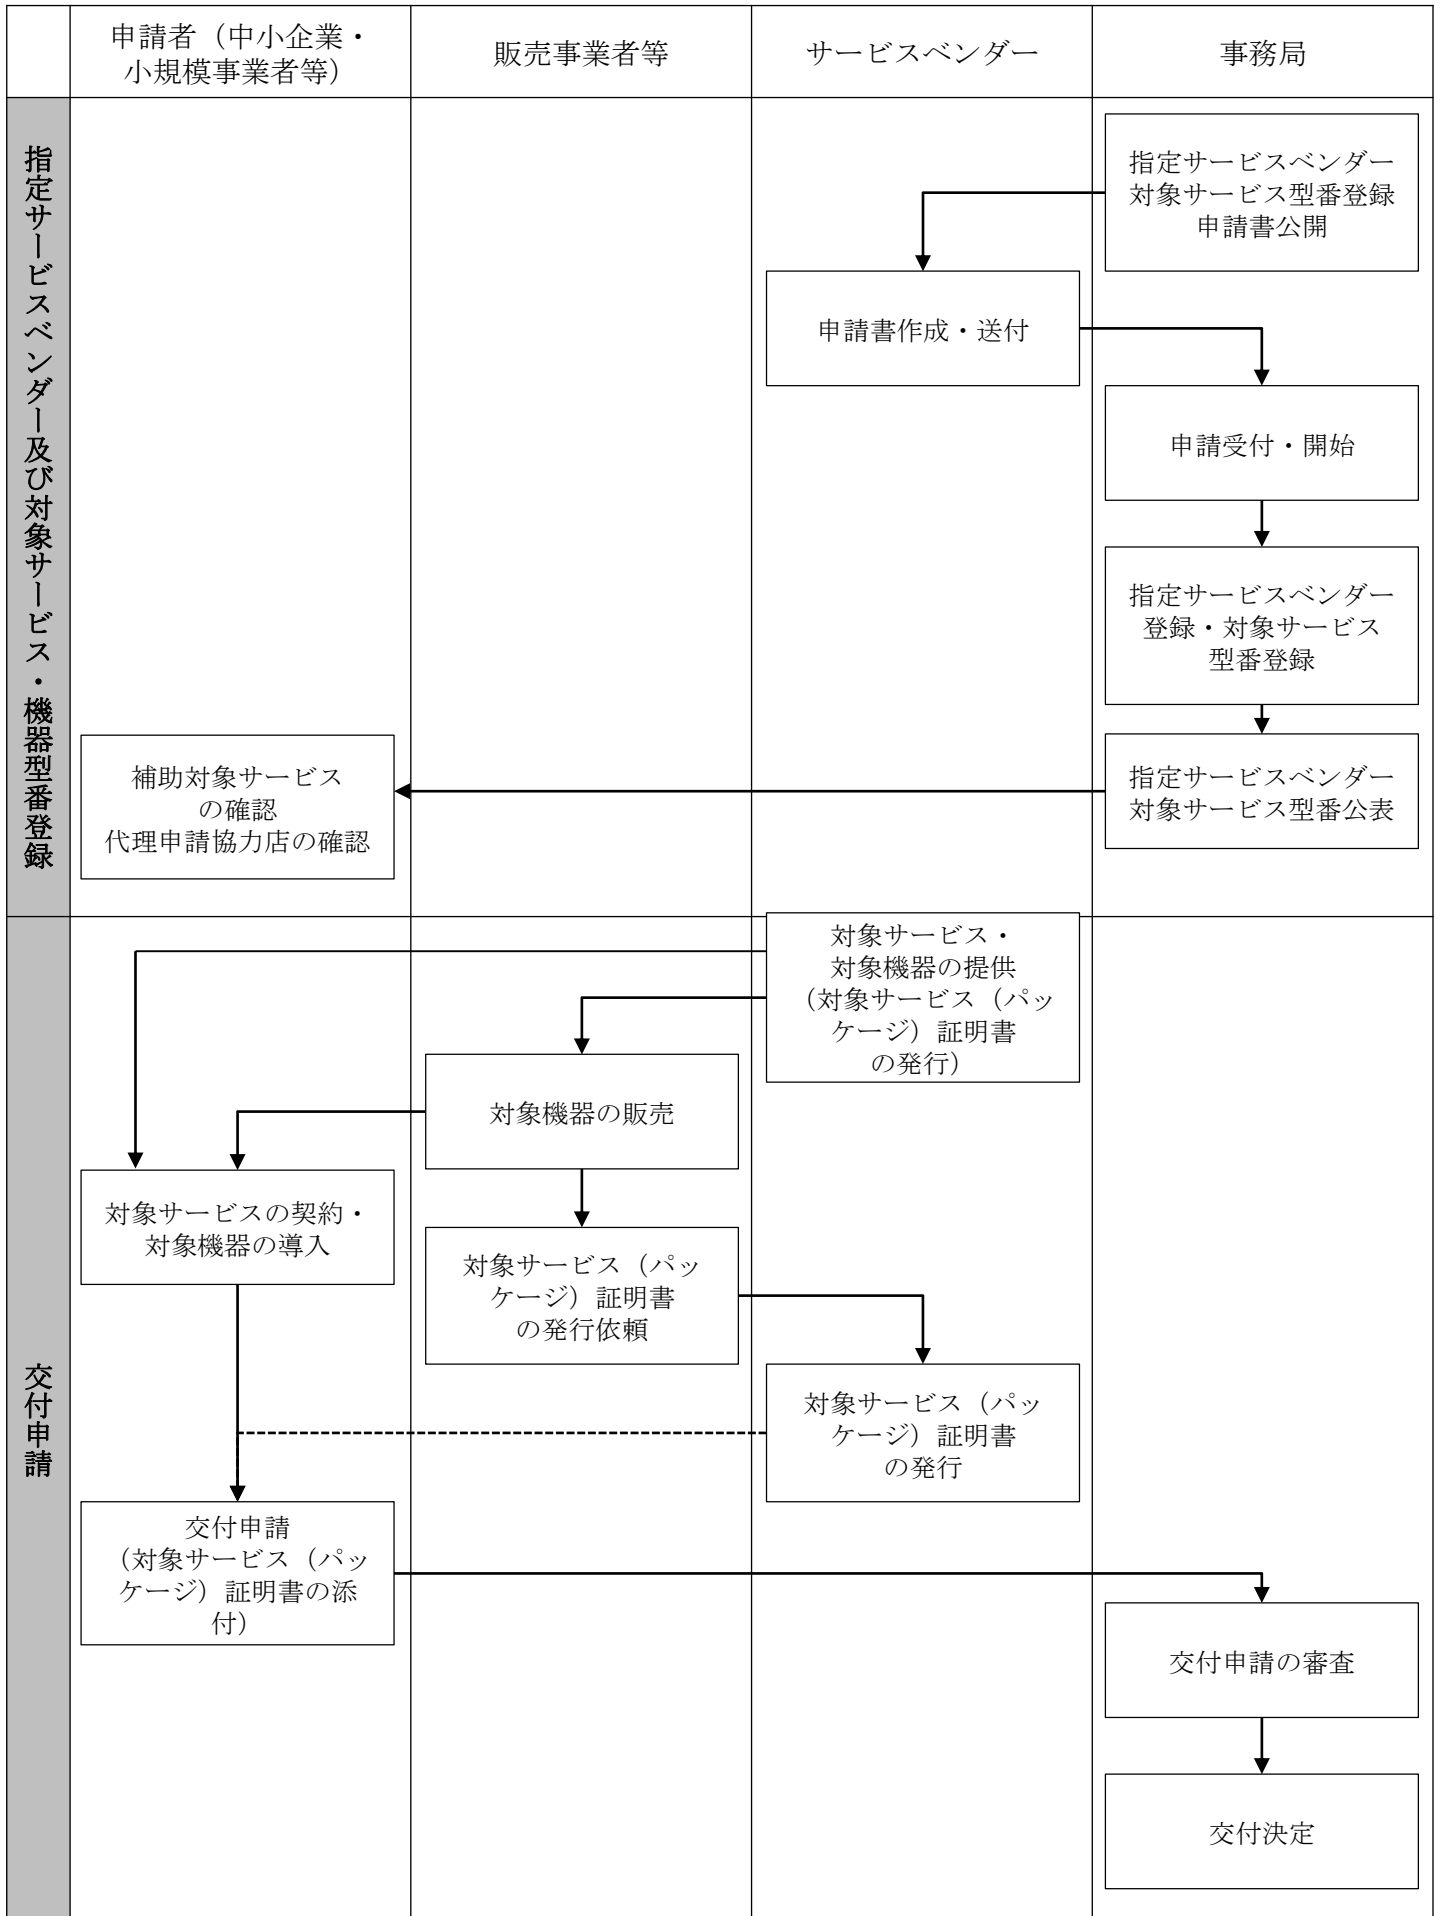 申請者（中小企業・
小規模事業者等）
販売事業者等
サービスベンダー
事務局
指定サービスベンダー及び対象サービス・機器型番登録
指定サービスベンダー
対象サービス型番登録
申請書公開
申請書作成・送付
申請受付・開始
指定サービスベンダー
登録・対象サービス
型番登録
補助対象サービス
の確認
代理申請協力店の確認
指定サービスベンダー
対象サービス型番公表
交付申請
対象サービス・
対象機器の提供
（対象サービス（パッ
ケージ）証明書
の発行）
対象機器の販売
対象サービスの契約・
対象機器の導入
対象サービス（パッ
ケージ）証明書
の発行依頼
対象サービス（パッ
ケージ）証明書
の発行
交付申請
（対象サービス（パッ
ケージ）証明書の添
付）
交付申請の審査
交付決定